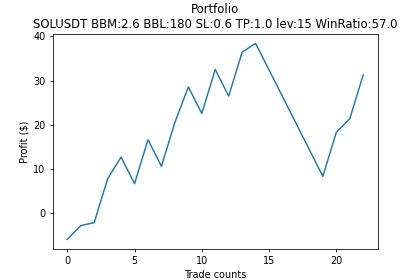 Portfolio
SOLUSDT BBM:2.6 BBL:180 SL:0.6 TP:1.0 lev:15 WinRatio:57.0
40
30
20
10
0
Profit ($)
0 5 10 15 20
Trade counts